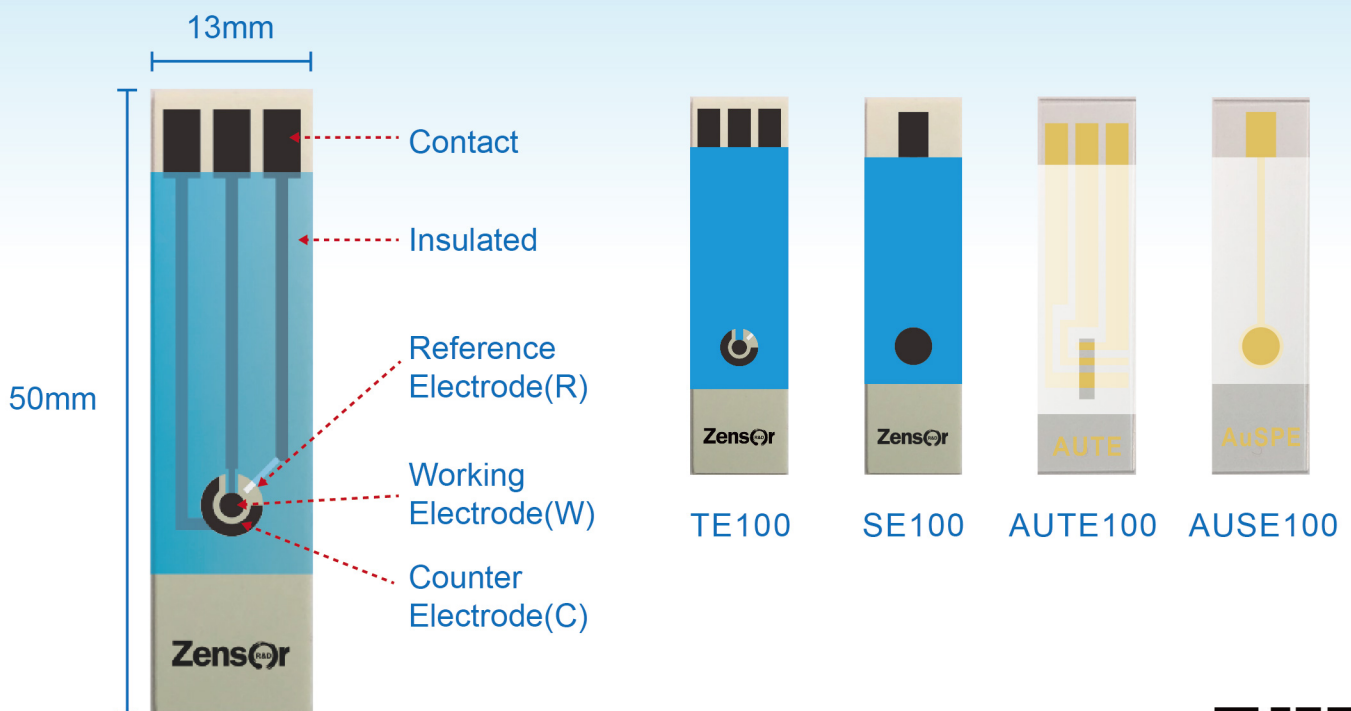 13mm
50mm
Contact
Insulated
Reference
Electrode(R)
Working
Electrode(W)
Counter
Electrode(C)
Zensor
R&D
Zensor
R&D
TE100
Zensor
R&D
SE100
AUTE
AUTE100
AuSPE
AUSE100